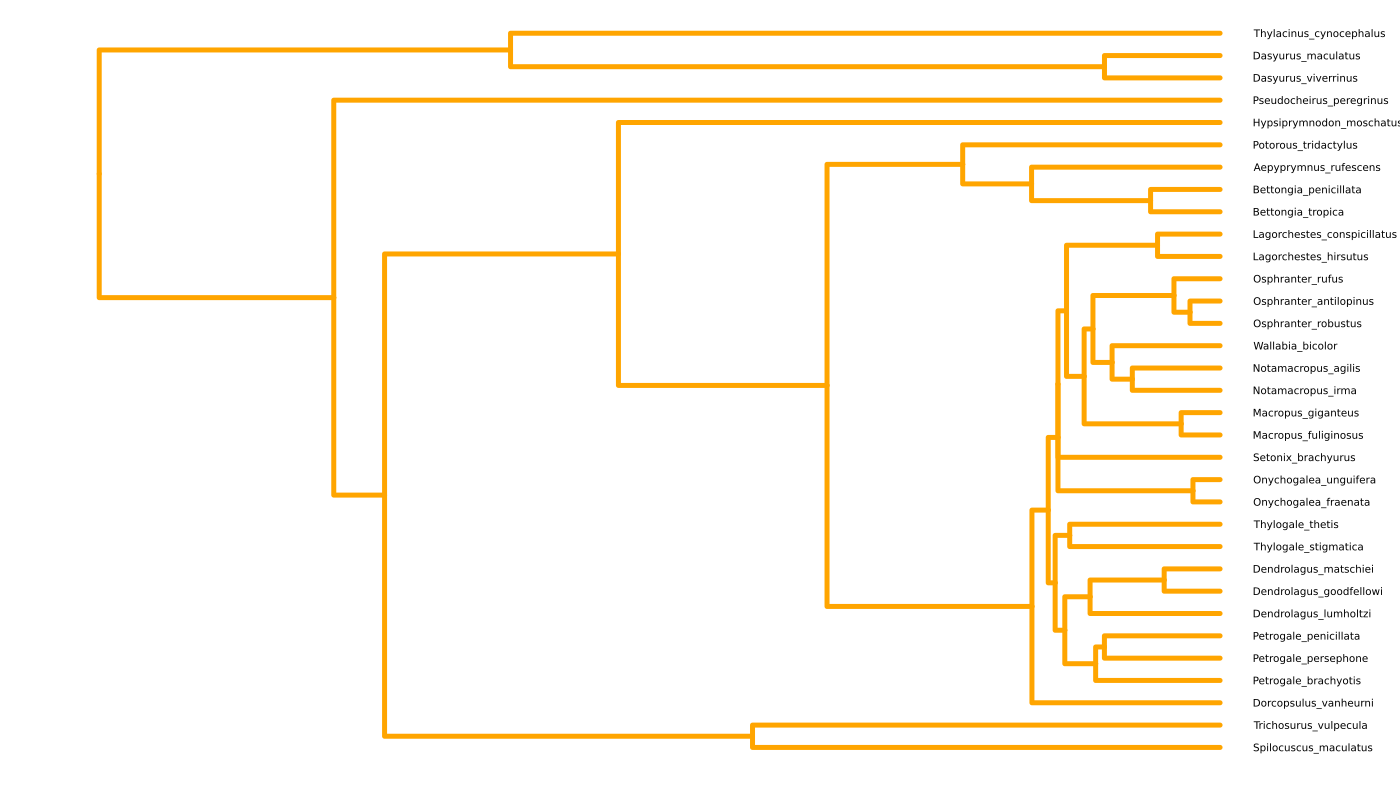 Thylacinus_cynocephalus
Dasyurus_maculatus
Dasyurus_viverrinus
Pseudocheirus_peregrinus
Hypsiprymnodon_moschatus
Potorous_tridactylus
Aepyprymnus_rufescens
Bettongia_penicillata
Bettongia_tropica
Lagorchestes_conspicillatus
Lagorchestes_hirsutus
Osphranter_rufus
Osphranter_antilopinus
Osphranter_robustus
Wallabia_bicolor
Notamacropus_agilis
Notamacropus_irma
Macropus_giganteus
Macropus_fuliginosus
Setonix_brachyurus
Onychogalea_unguifera
Onychogalea_fraenata
Thylogale_thetis
Thylogale_stigmatica
Dendrolagus_matschiei
Dendrolagus_goodfellowi
Dendrolagus_lumholtzi
Petrogale_penicillata
Petrogale_persephone
Petrogale_brachyotis
Dorcopsulus_vanheurni
Trichosurus_vulpecula
Spilocuscus_maculatus